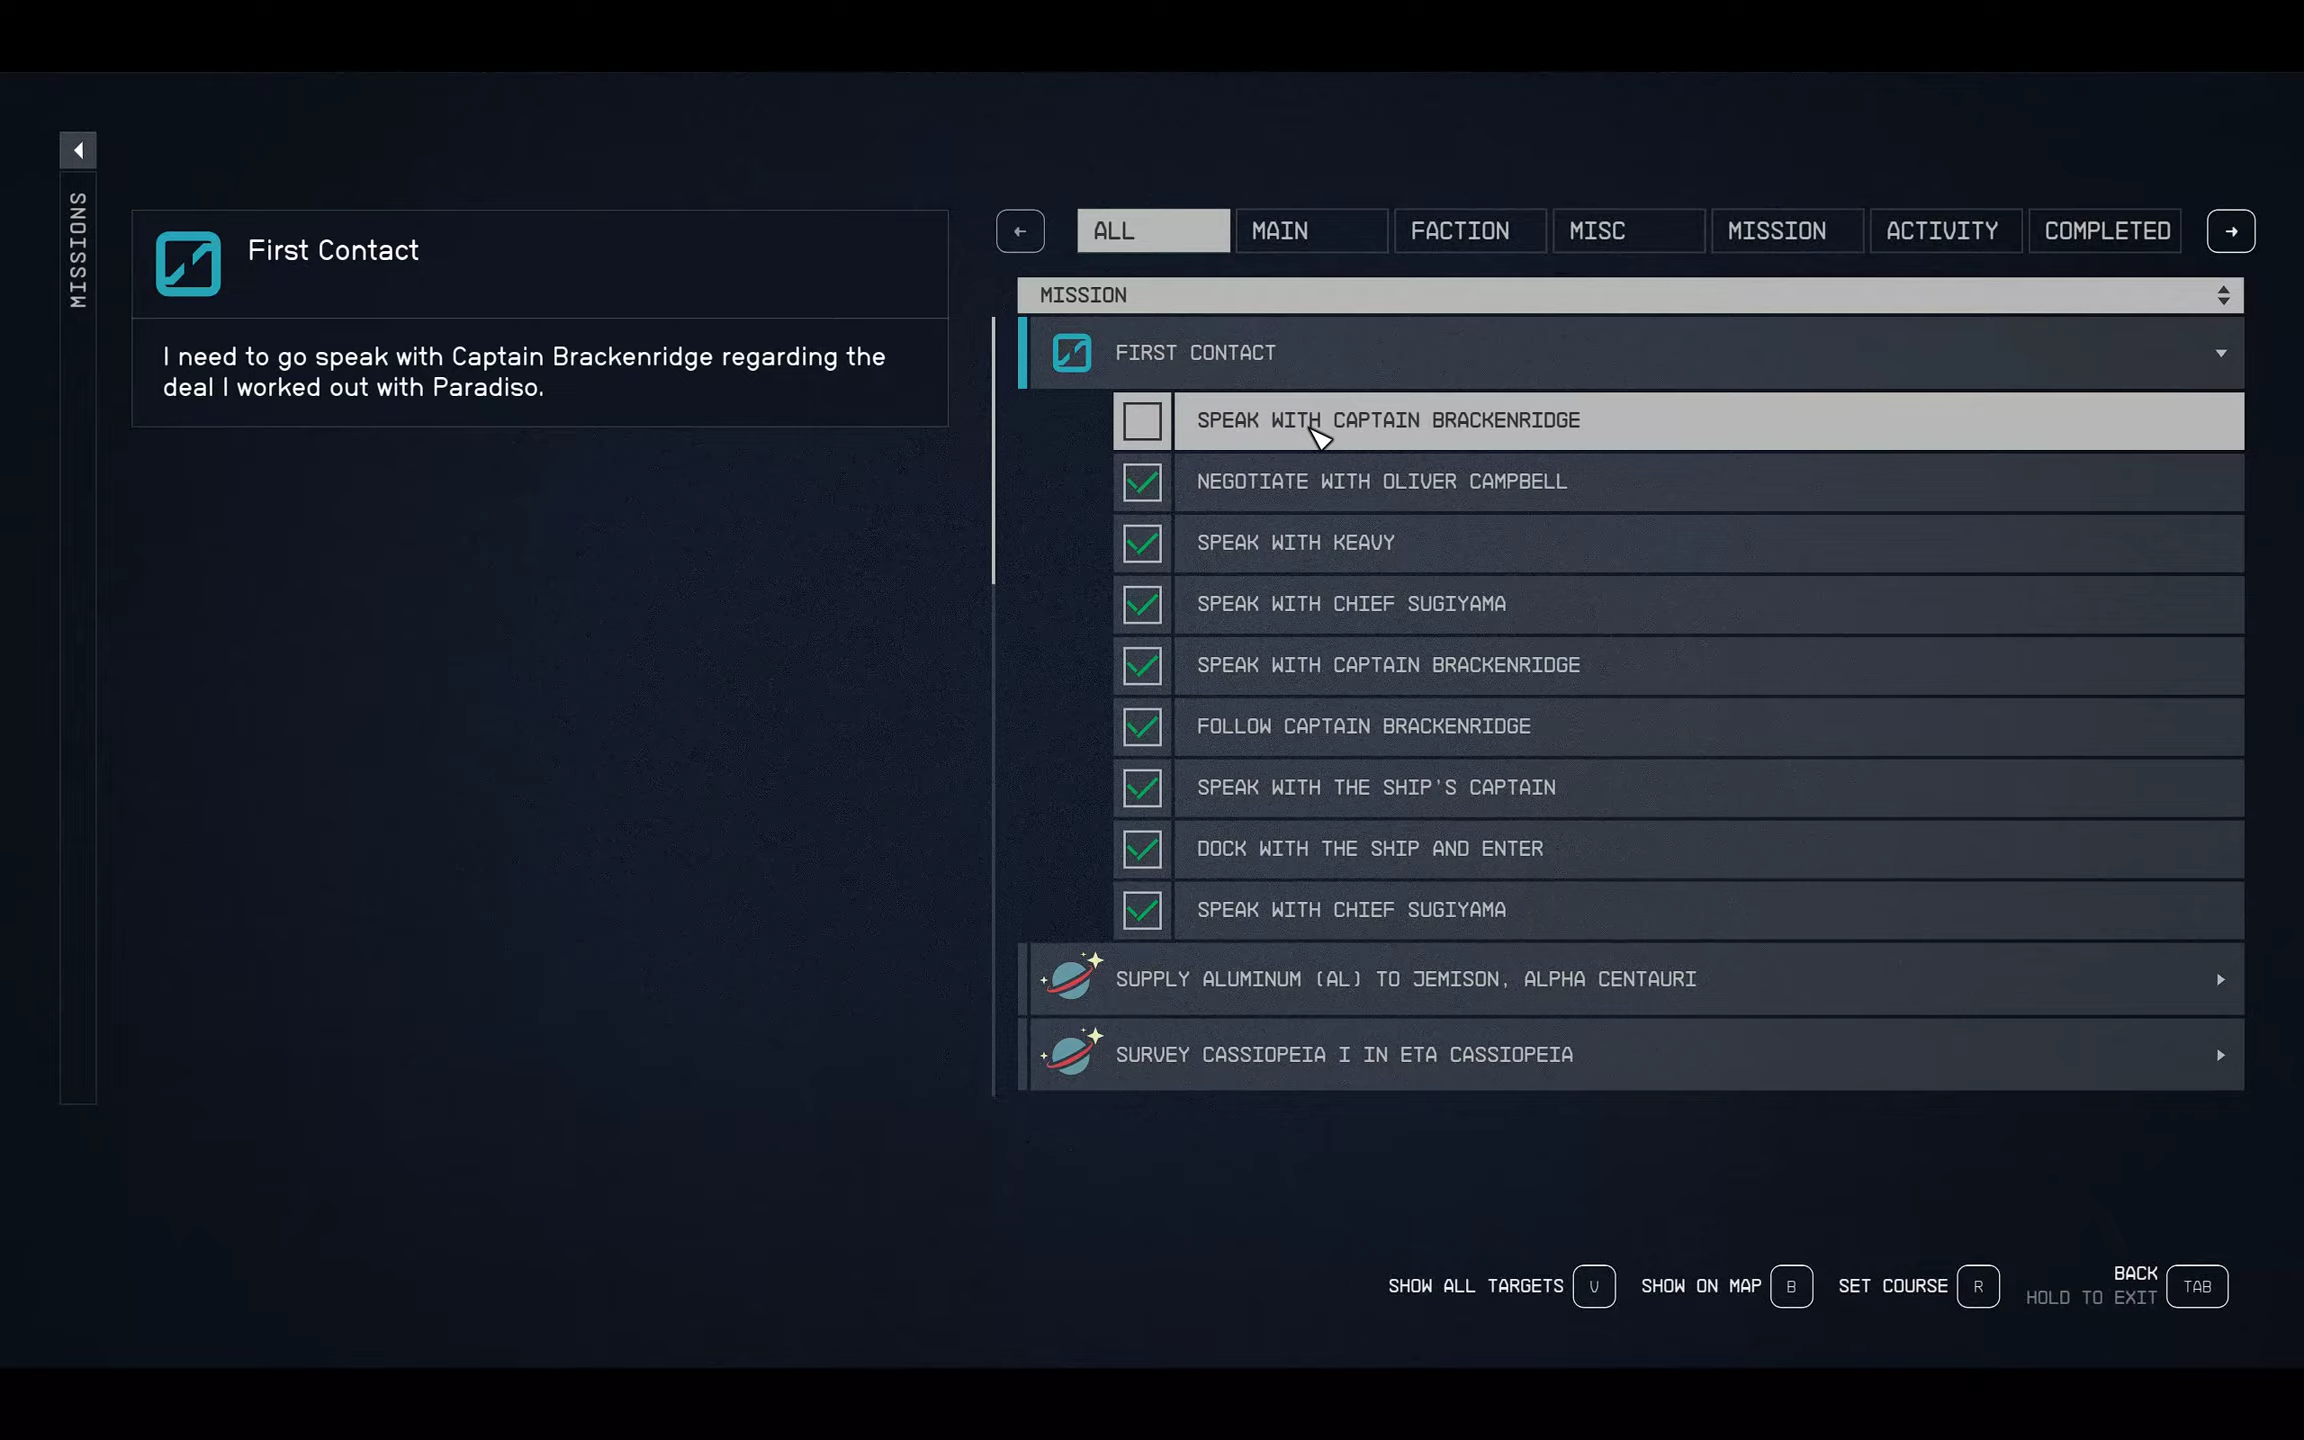 MISSIONS
First Contact
I need to go speak with Captain Brackenridge regarding the
deal I worked out with Paradiso.
ALL MAIN FACTION MISC MISSION ACTIVITY COMPLETED
MISSION
FIRST CONTACT
SPEAK WITH CAPTAIN BRACKENRIDGE
NEGOTIATE WITH OLIVER CAMPBELL
SPEAK WITH KEAVY
SPEAK WITH CHIEF SUGIYAMA
SPEAK WITH CAPTAIN BRACKENRIDGE
FOLLOW CAPTAIN BRACKENRIDGE
SPEAK WITH THE SHIP'S CAPTAIN
DOCK WITH THE SHIP AND ENTER
SPEAK WITH CHIEF SUGIYAMA
SUPPLY ALUMINUM (AL) TO JEMISON, ALPHA CENTAURI
SURVEY CASSIOPEIA I IN ETA CASSIOPEIA
SHOW ALL TARGETS V SHOW ON MAP B SET COURSE R BACK TAB
HOLD TO EXIT